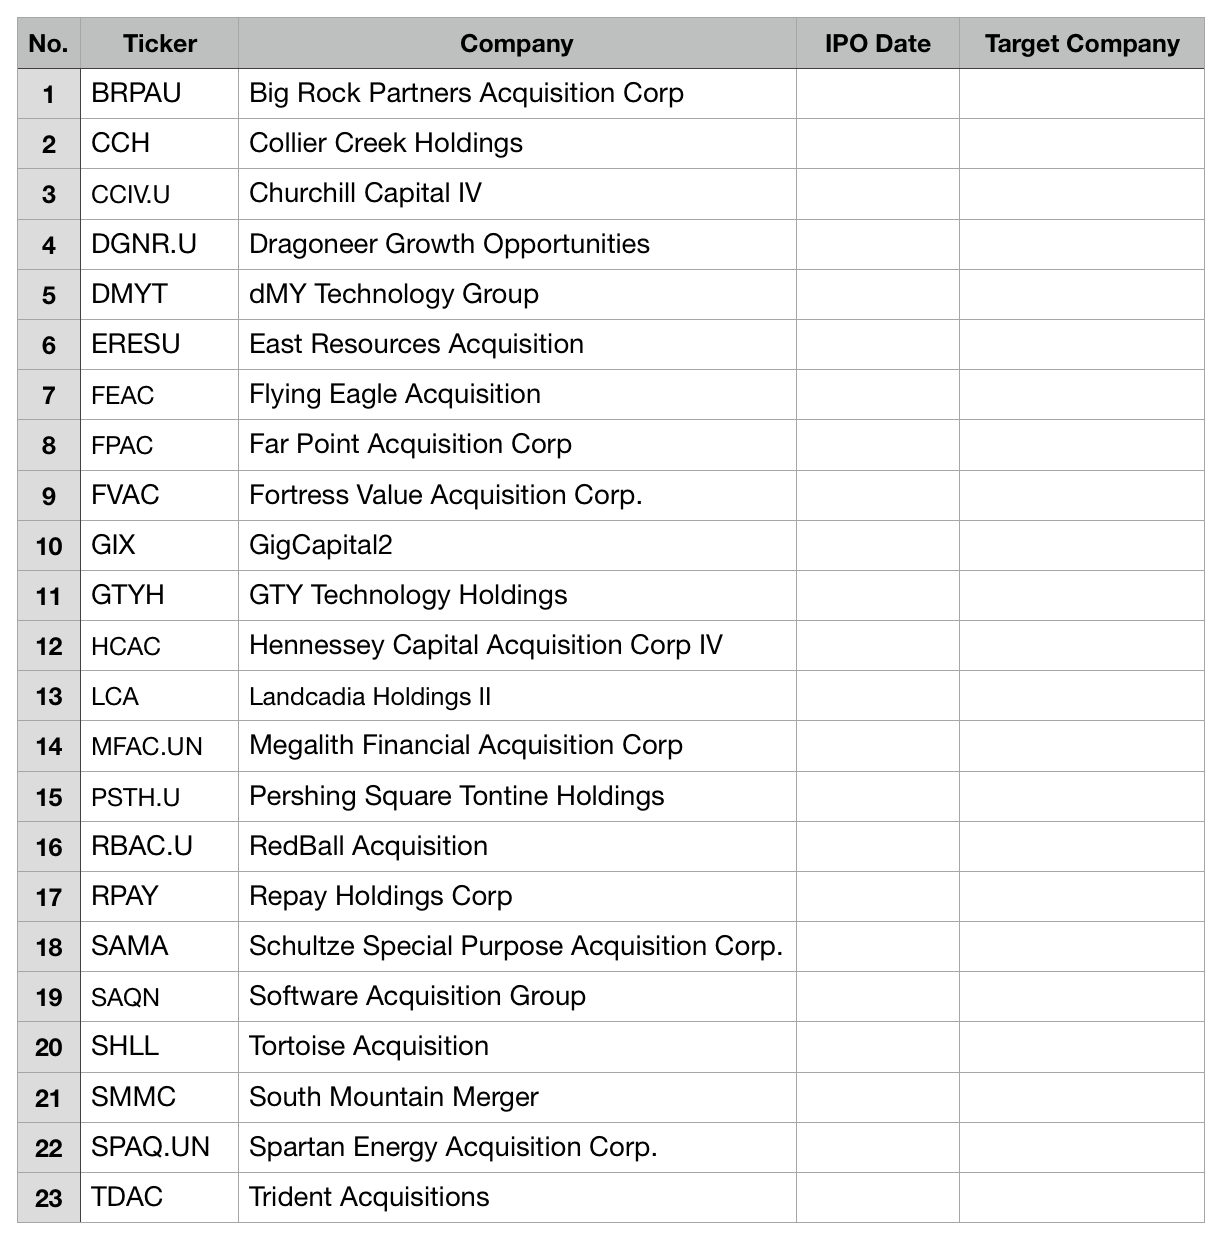 No. Ticker Company IPO Date Target Company
1 BRPAU Big Rock Partners Acquisition Corp
2 CCH Collier Creek Holdings
3 CCIV.U Churchill Capital IV
4 DGNR.U Dragoneer Growth Opportunities
5 DMYT dMY Technology Group
6 ERESU East Resources Acquisition
7 FEAC Flying Eagle Acquisition
8 FPAC Far Point Acquisition Corp
9 FVAC Fortress Value Acquisition Corp.
10 GIX GigCapital2
11 GTYH GTY Technology Holdings
12 HCAC Hennessey Capital Acquisition Corp IV
13 LCA Landcadia Holdings II
14 MFAC.UN Megalith Financial Acquisition Corp
15 PSTH.U Pershing Square Tontine Holdings
16 RBAC.U RedBall Acquisition
17 RPAY Repay Holdings Corp
18 SAMA Schultze Special Purpose Acquisition Corp.
19 SAQN Software Acquisition Group
20 SHLL Tortoise Acquisition
21 SMMC South Mountain Merger
22 SPAQ.UN Spartan Energy Acquisition Corp.
23 TDAC Trident Acquisitions